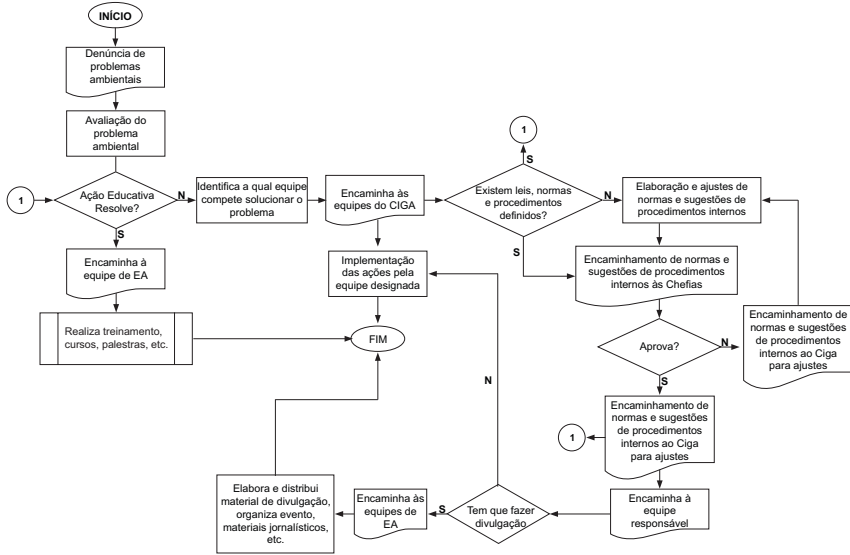 INÍCIO
Denúncia de
problemas
ambientais
Avaliação do
problema
ambiental
1
Ação Educativa
Resolve?
N
S
Identifica a qual equipe
compete solucionar o
problema
Encaminha às
equipes do CIGA
1
S
Existem leis, normas
e procedimentos
definidos?
N
S
Elaboração e ajustes de
normas e sugestões de
procedimentos internos
Encaminha à
equipe de EA
Implementação
das ações pela
equipe designada
Encaminhamento de normas e
sugestões de procedimentos
internos às Chefias
Realiza treinamento,
cursos, palestras, etc.
FIM
Aprova?
N
S
Encaminhamento de
normas e sugestões
de procedimentos
internos ao Ciga
para ajustes
N
Encaminhamento de
normas e sugestões
de procedimentos
internos ao Ciga
para ajustes
1
Elabora e distribui
material de divulgação,
organiza evento,
materiais jornalísticos,
etc.
Encaminha às
equipes de
EA
S
Tem que fazer
divulgação
Encaminha à
equipe
responsável